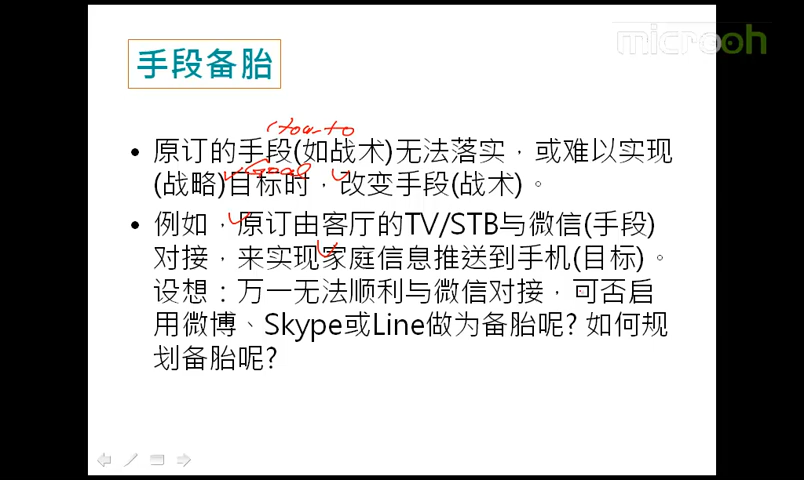 microoh
手段备胎
How-to
• 原订的手段(如战术)无法落实，或难以实现
Goal
(战略)目标时，改变手段(战术)。
• 例如，原订由客厅的TV/STB与微信(手段)
对接，来实现家庭信息推送到手机(目标)。
设想：万一无法顺利与微信对接，可否启
用微博、Skype或Line做为备胎呢? 如何规
划备胎呢?